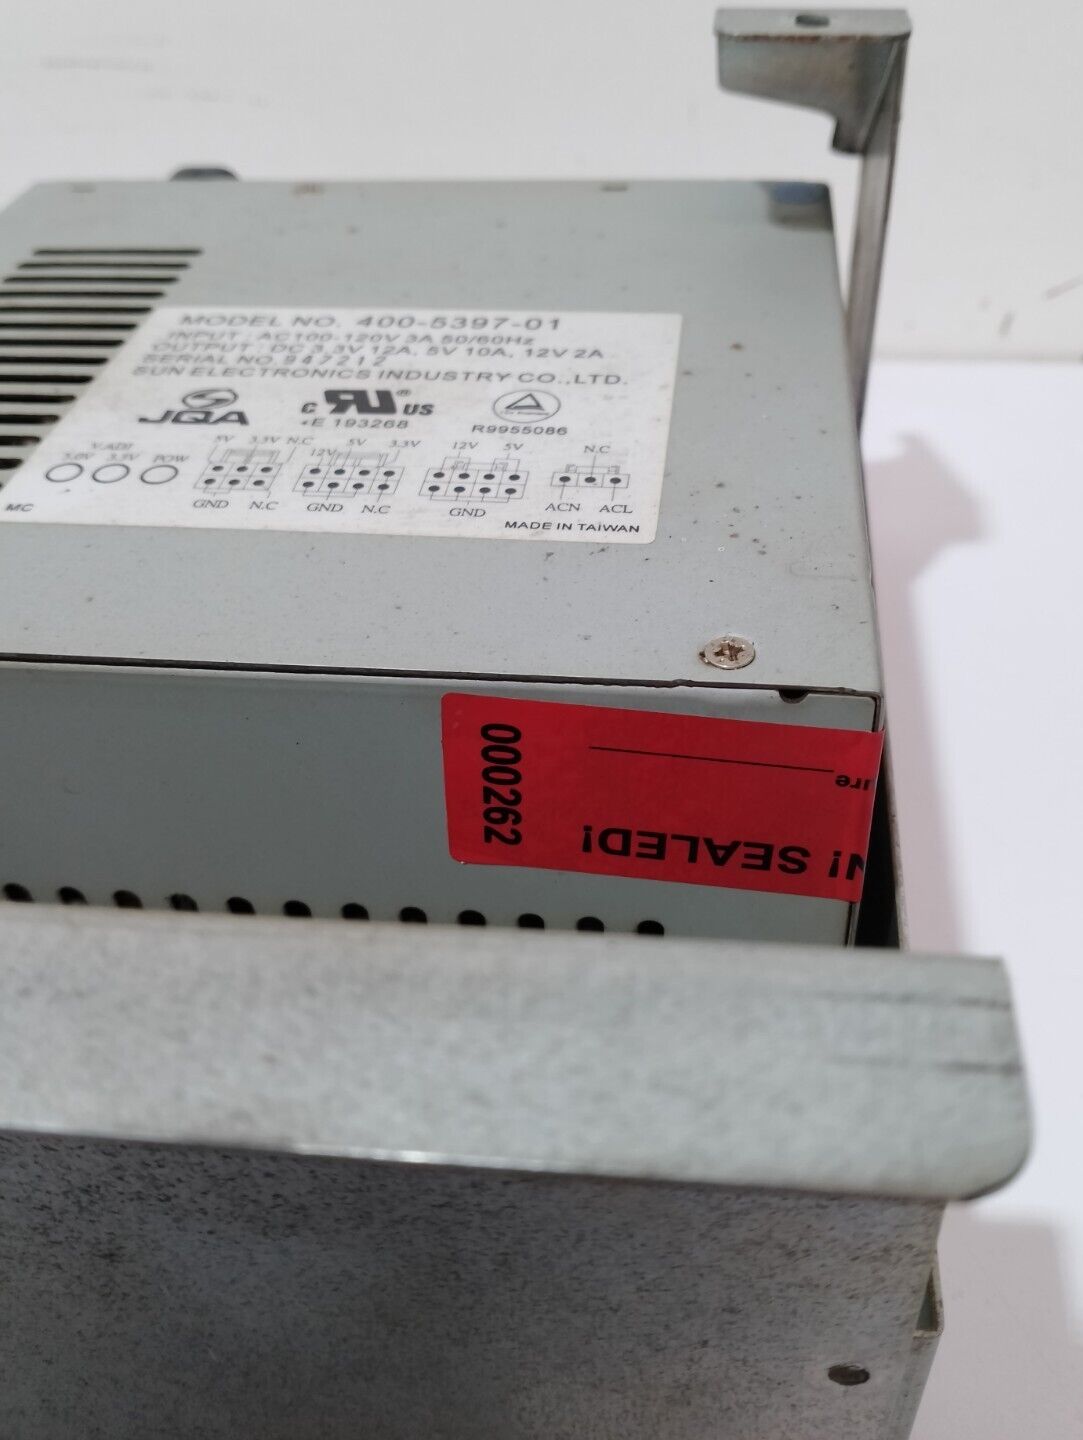 MODEL NO. 400-5397-01
INPUT : AC100-120V 3A 50/60Hz
OUTPUT : DC 3.3V 12A, 5V 10A, 12V 2A
SERIAL NO. 947212
SUN ELECTRONICS INDUSTRY CO.,LTD.
JQA
c RU ® US
E 193268
R9955086
V.ADJ
5.0V 3.3V POW
5V 3.3V N.C
GND N.C
12V 5V 3.3V
GND N.C
12V 5V
GND
N.C
ACN ACL
MC
MADE IN TAIWAN
000262
ure
N! SEALED!